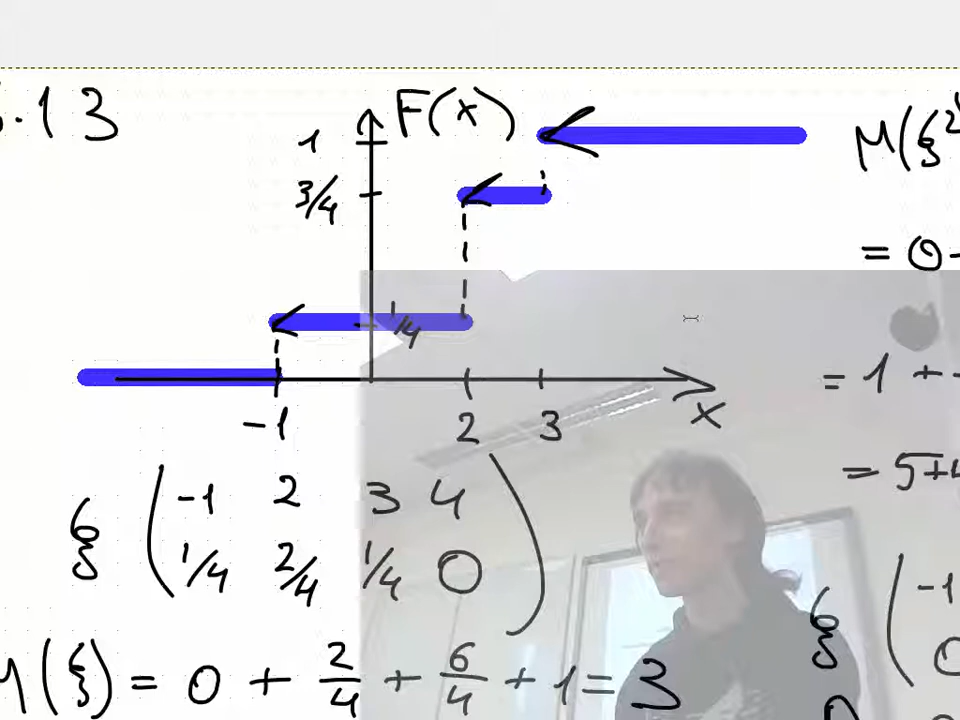 .13
F(x)
1
3/4
1/4
-1 2 3 x
ξ ( -1 2 3 4 )
1/4 2/4 1/4 0
M(ξ) = 0 + 2/4 + 6/4 + 1 = 3
M(ξ²
= 0
= 1 +
= 5+
ξ ( -1
0